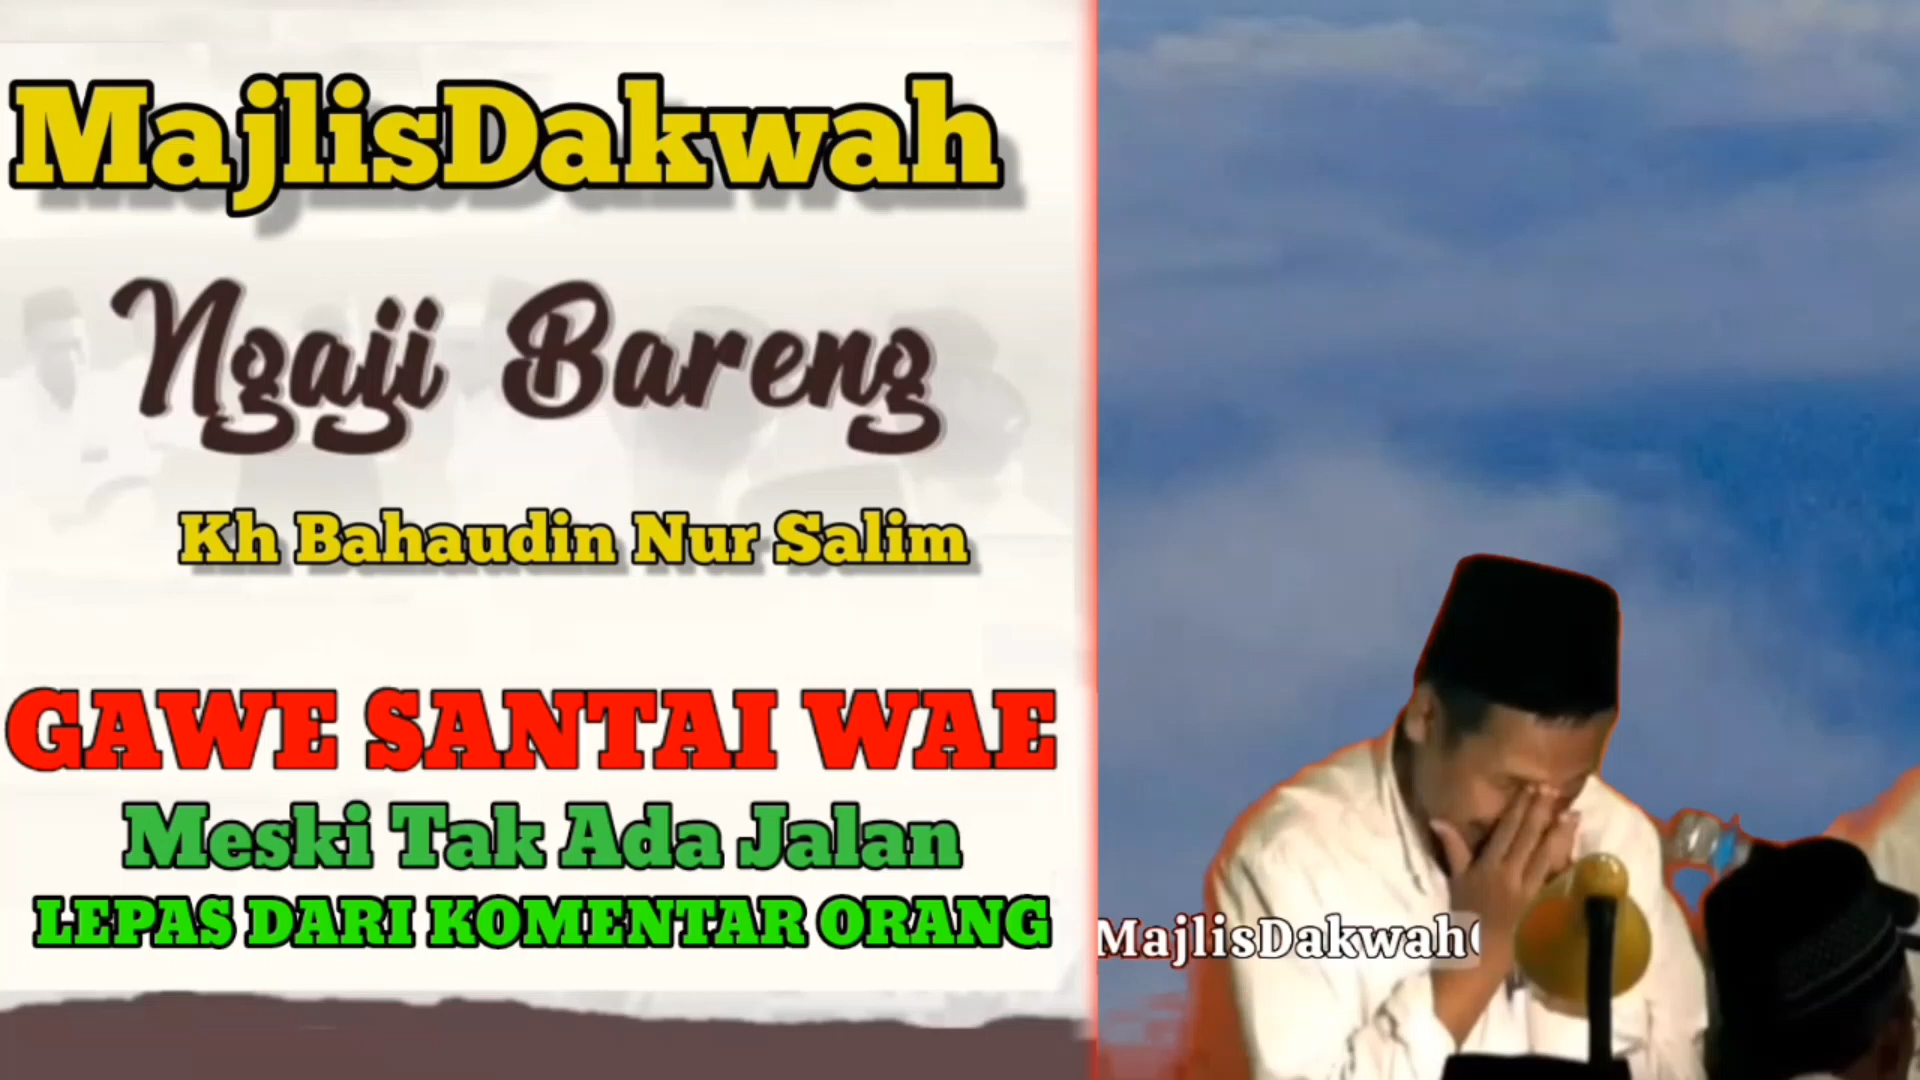 MajlisDakwah
Ngaji Bareng
Kh Bahaudin Nur Salim
GAWE SANTAI WAE
Meski Tak Ada Jalan
LEPAS DARI KOMENTAR ORANG
MajlisDakwah